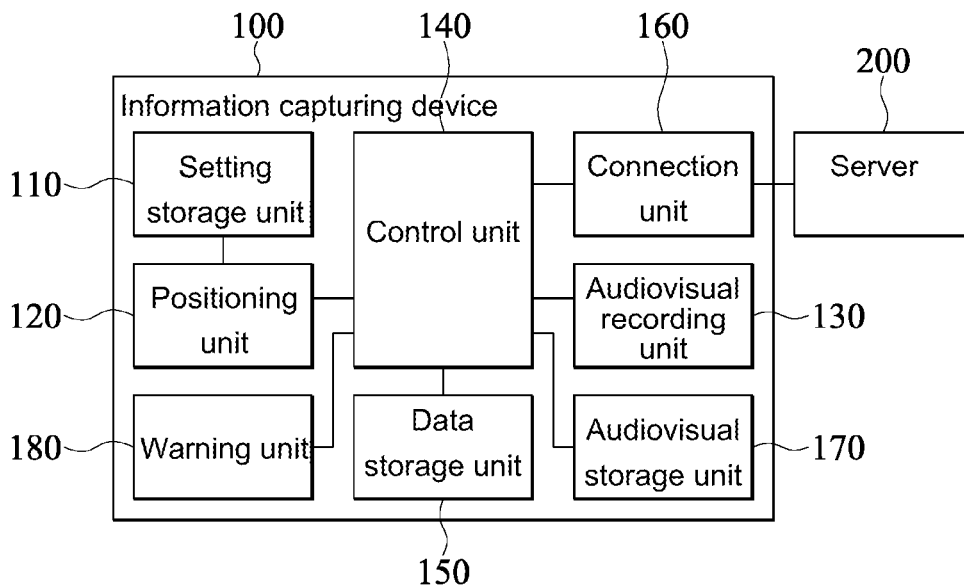 100
140
160
200
Information capturing device
110
Setting
storage unit
Control unit
Connection
unit
Server
120
Positioning
unit
Audiovisual
recording
unit
130
180
Warning unit
Data
storage unit
Audiovisual
storage unit
170
150